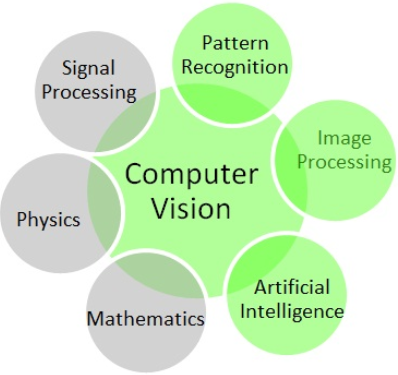 Pattern
Recognition
Signal
Processing
Image
Processing
Computer
Vision
Physics
Artificial
Intelligence
Mathematics